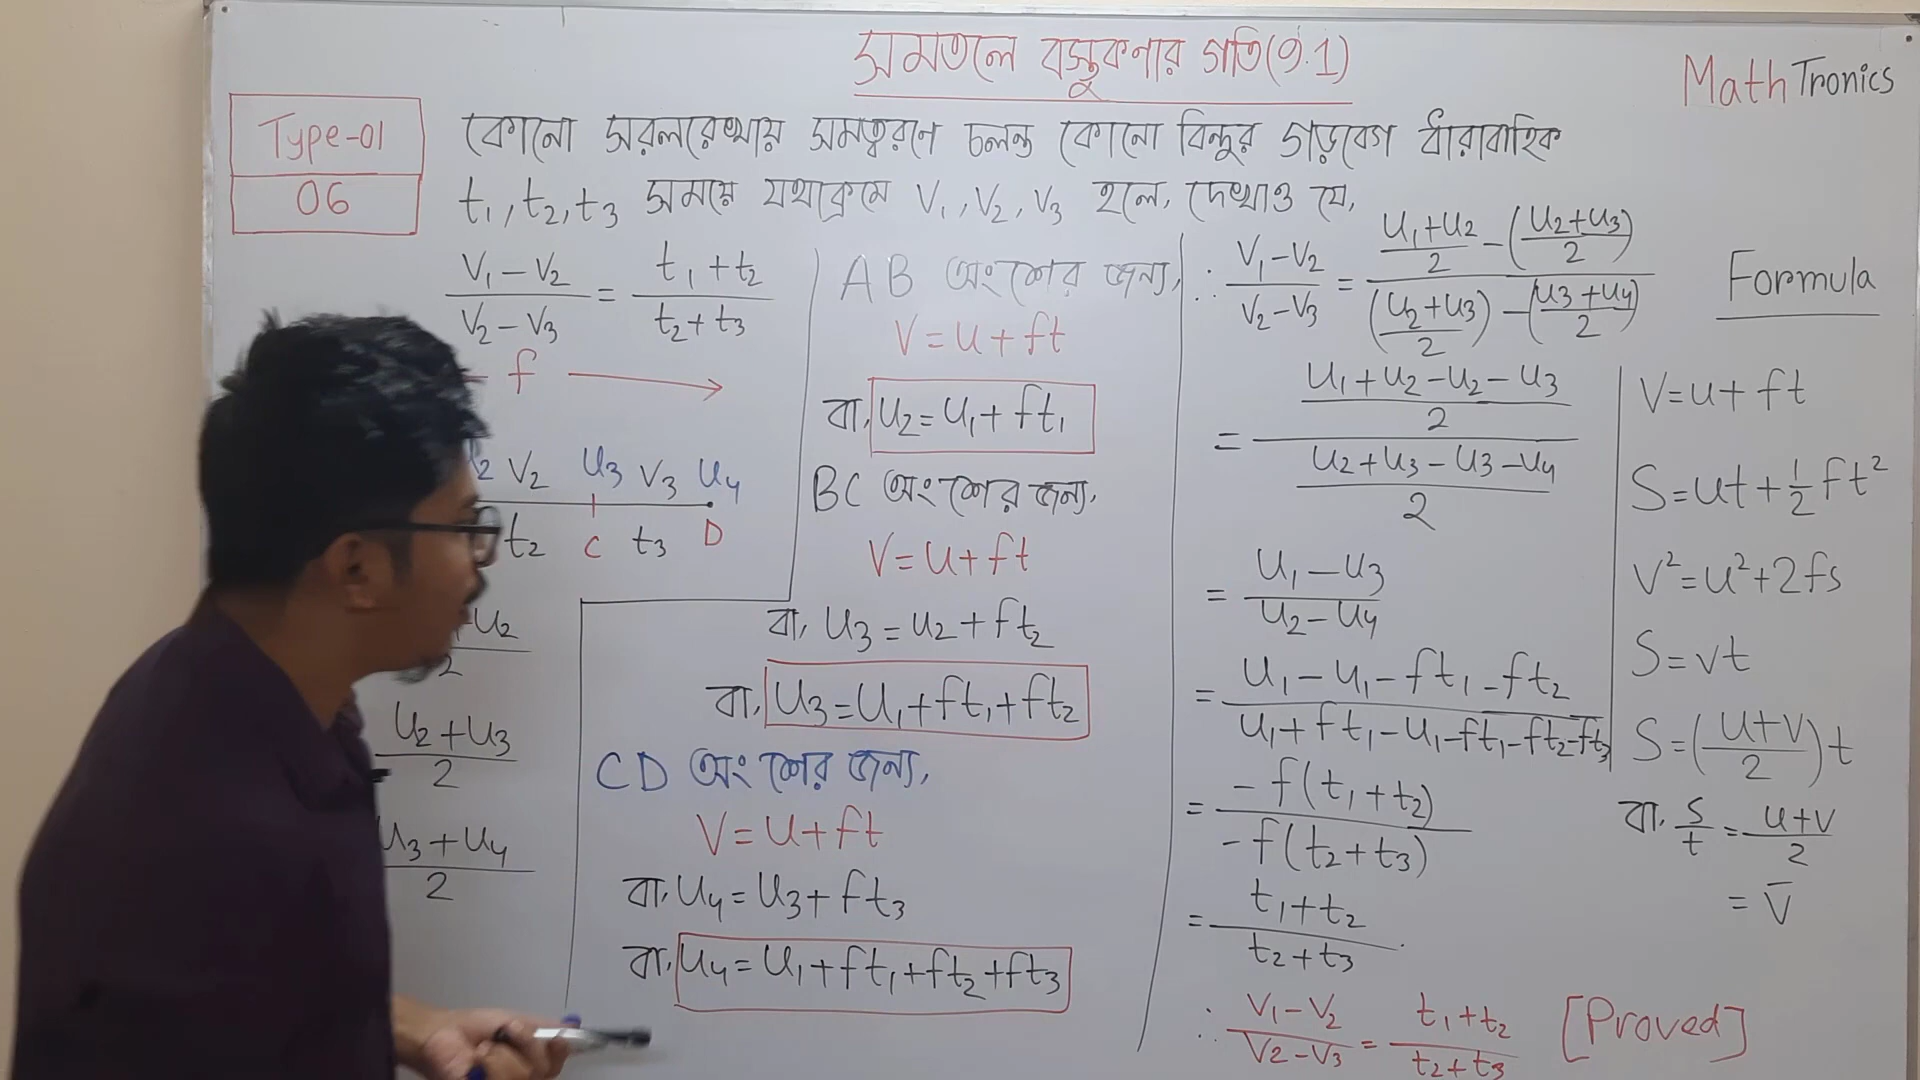 সমতলে বস্তুকণার গতি(9.1)
Math Tronics
Type-01
06
কোনো সরলরেখায় সমত্বরণে চলন্ত কোনো বিন্দুর গড়বেগ ধারাবাহিক
t₁, t₂, t₃ সময়ে যথাক্রমে V₁, V₂, V₃ হলে, দেখাও যে,
(V₁ - V₂)/(V₂ - V₃) = (t₁ + t₂)/(t₂ + t₃)
f
V₂ U₃ V₃ U₄
t₂ C t₃ D
(U₂+U₃)/2
(U₃+U₄)/2
AB অংশের জন্য,
V = U + ft
বা, U₂ = U₁ + ft₁
BC অংশের জন্য,
V = U + ft
বা, U₃ = U₂ + ft₂
বা, U₃ = U₁ + ft₁ + ft₂
CD অংশের জন্য,
V = U + ft
বা, U₄ = U₃ + ft₃
বা, U₄ = U₁ + ft₁ + ft₂ + ft₃
∴ (V₁-V₂)/(V₂-V₃) = ((U₁+U₂)/2 - ((U₂+U₃)/2))/(((U₂+U₃)/2) - ((U₃+U₄)/2))
= ((U₁+U₂-U₂-U₃)/2)/((U₂+U₃-U₃-U₄)/2)
= (U₁-U₃)/(U₂-U₄)
= (U₁-U₁-ft₁-ft₂)/(U₁+ft₁-U₁-ft₁-ft₂-ft₃)
= (-f(t₁+t₂))/(-f(t₂+t₃))
= (t₁+t₂)/(t₂+t₃)
∴ (V₁-V₂)/(V₂-V₃) = (t₁+t₂)/(t₂+t₃) [Proved]
Formula
V = u + ft
S = ut + ½ft²
V² = u² + 2fs
S = vt
S = ((u+v)/2)t
বা, S/t = (u+v)/2
= V̄